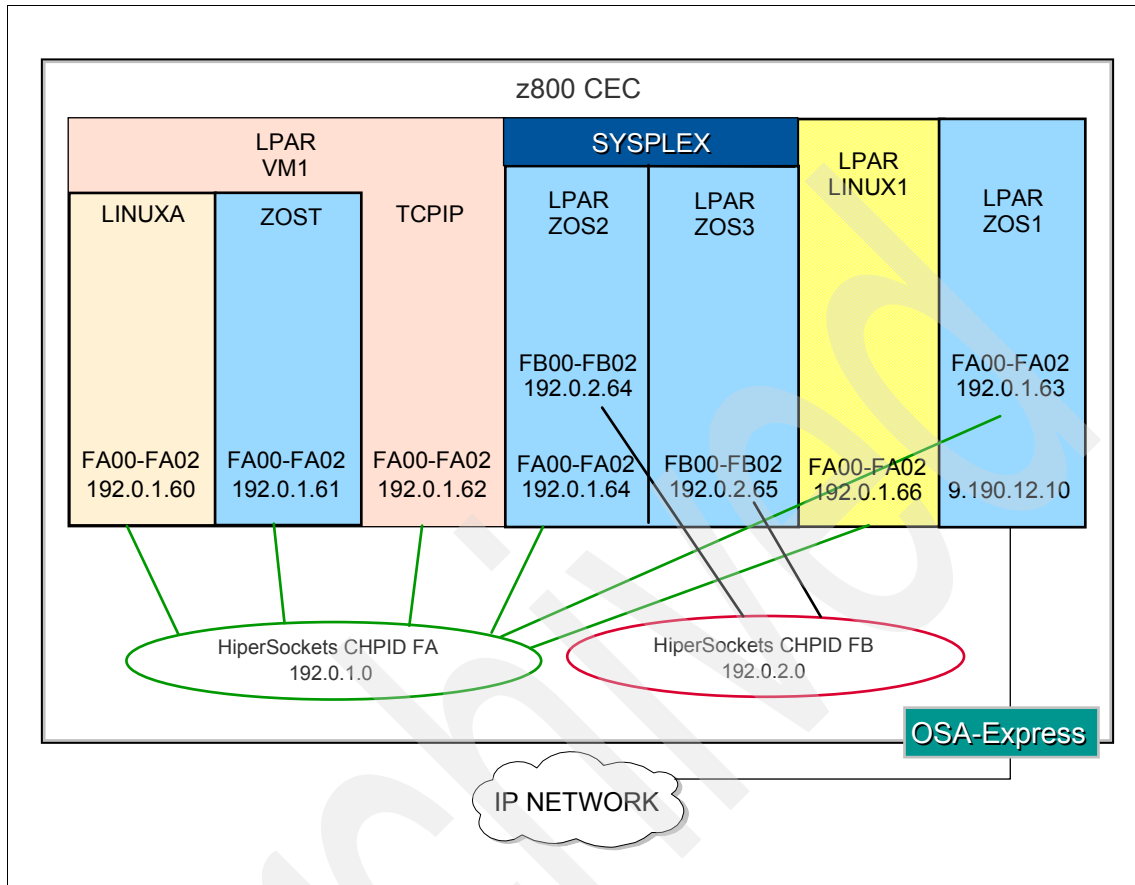 z800 CEC
LPAR
VM1
LINUXA
FA00-FA02
192.0.1.60
ZOST
FA00-FA02
192.0.1.61
TCPIP
FA00-FA02
192.0.1.62
SYSPLEX
LPAR
ZOS2
FB00-FB02
192.0.2.64
FA00-FA02
192.0.1.64
LPAR
ZOS3
FB00-FB02
192.0.2.65
LPAR
LINUX1
FA00-FA02
192.0.1.66
LPAR
ZOS1
FA00-FA02
192.0.1.63
9.190.12.10
HiperSockets CHPID FA
192.0.1.0
HiperSockets CHPID FB
192.0.2.0
OSA-Express
IP NETWORK